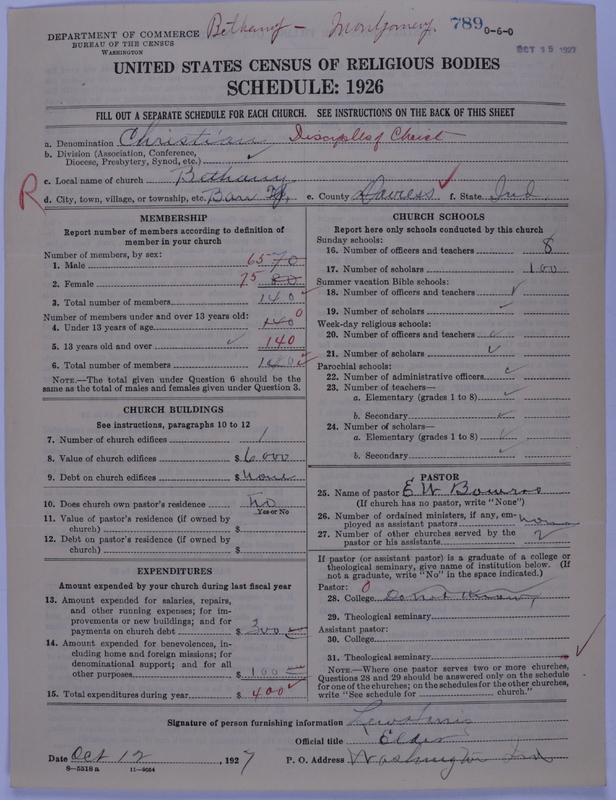 Bethany - Montgomery. 789 0-6-0
DEPARTMENT OF COMMERCE
BUREAU OF THE CENSUS
WASHINGTON
OCT 15 1927
UNITED STATES CENSUS OF RELIGIOUS BODIES
SCHEDULE: 1926
FILL OUT A SEPARATE SCHEDULE FOR EACH CHURCH. SEE INSTRUCTIONS ON THE BACK OF THIS SHEET
a. Denomination Christian Disciples of Christ
b. Division (Association, Conference,
Diocese, Presbytery, Synod, etc.)
c. Local name of church Bethany
R d. City, town, village, or township, etc. Barr e. County Daviess f. State Ind.
MEMBERSHIP
Report number of members according to definition of
member in your church
Number of members, by sex:
1. Male 65 70
2. Female 75 80
3. Total number of members 140
Number of members under and over 13 years old:
4. Under 13 years of age 140 0
5. 13 years old and over 140
6. Total number of members 140
NOTE.—The total given under Question 6 should be the
same as the total of males and females given under Question 3.
CHURCH BUILDINGS
See instructions, paragraphs 10 to 12
7. Number of church edifices 1
8. Value of church edifices $ 6,000
9. Debt on church edifices $ None
10. Does church own pastor's residence No
Yes or No
11. Value of pastor's residence (if owned by
church) $
12. Debt on pastor's residence (if owned by
church) $
EXPENDITURES
Amount expended by your church during last fiscal year
13. Amount expended for salaries, repairs,
and other running expenses; for im-
provements or new buildings; and for
payments on church debt $ 300
14. Amount expended for benevolences, in-
cluding home and foreign missions; for
denominational support; and for all
other purposes $ 100
15. Total expenditures during year $ 400
CHURCH SCHOOLS
Report here only schools conducted by this church
Sunday schools:
16. Number of officers and teachers 8
17. Number of scholars 100
Summer vacation Bible schools:
18. Number of officers and teachers
19. Number of scholars
Week-day religious schools:
20. Number of officers and teachers
21. Number of scholars
Parochial schools:
22. Number of administrative officers
23. Number of teachers—
a. Elementary (grades 1 to 8)
b. Secondary
24. Number of scholars—
a. Elementary (grades 1 to 8)
b. Secondary
PASTOR
25. Name of pastor E W
(If church has no pastor, write "None")
26. Number of ordained ministers, if any, em-
ployed as assistant pastors none
27. Number of other churches served by the
pastor or his assistants 2
If pastor (or assistant pastor) is a graduate of a college or
theological seminary, give name of institution below. (If
not a graduate, write "No" in the space indicated.)
Pastor: 0
28. College Do not know
29. Theological seminary
Assistant pastor:
30. College
31. Theological seminary
NOTE.—Where one pastor serves two or more churches,
Questions 28 and 29 should be answered only on the schedule
for one of the churches; on the schedules for the other churches,
write "See schedule for church."
Signature of person furnishing information
Official title Elder
Date Oct 12, 1927 P. O. Address Washington Ind
8—5318 a 11—9054